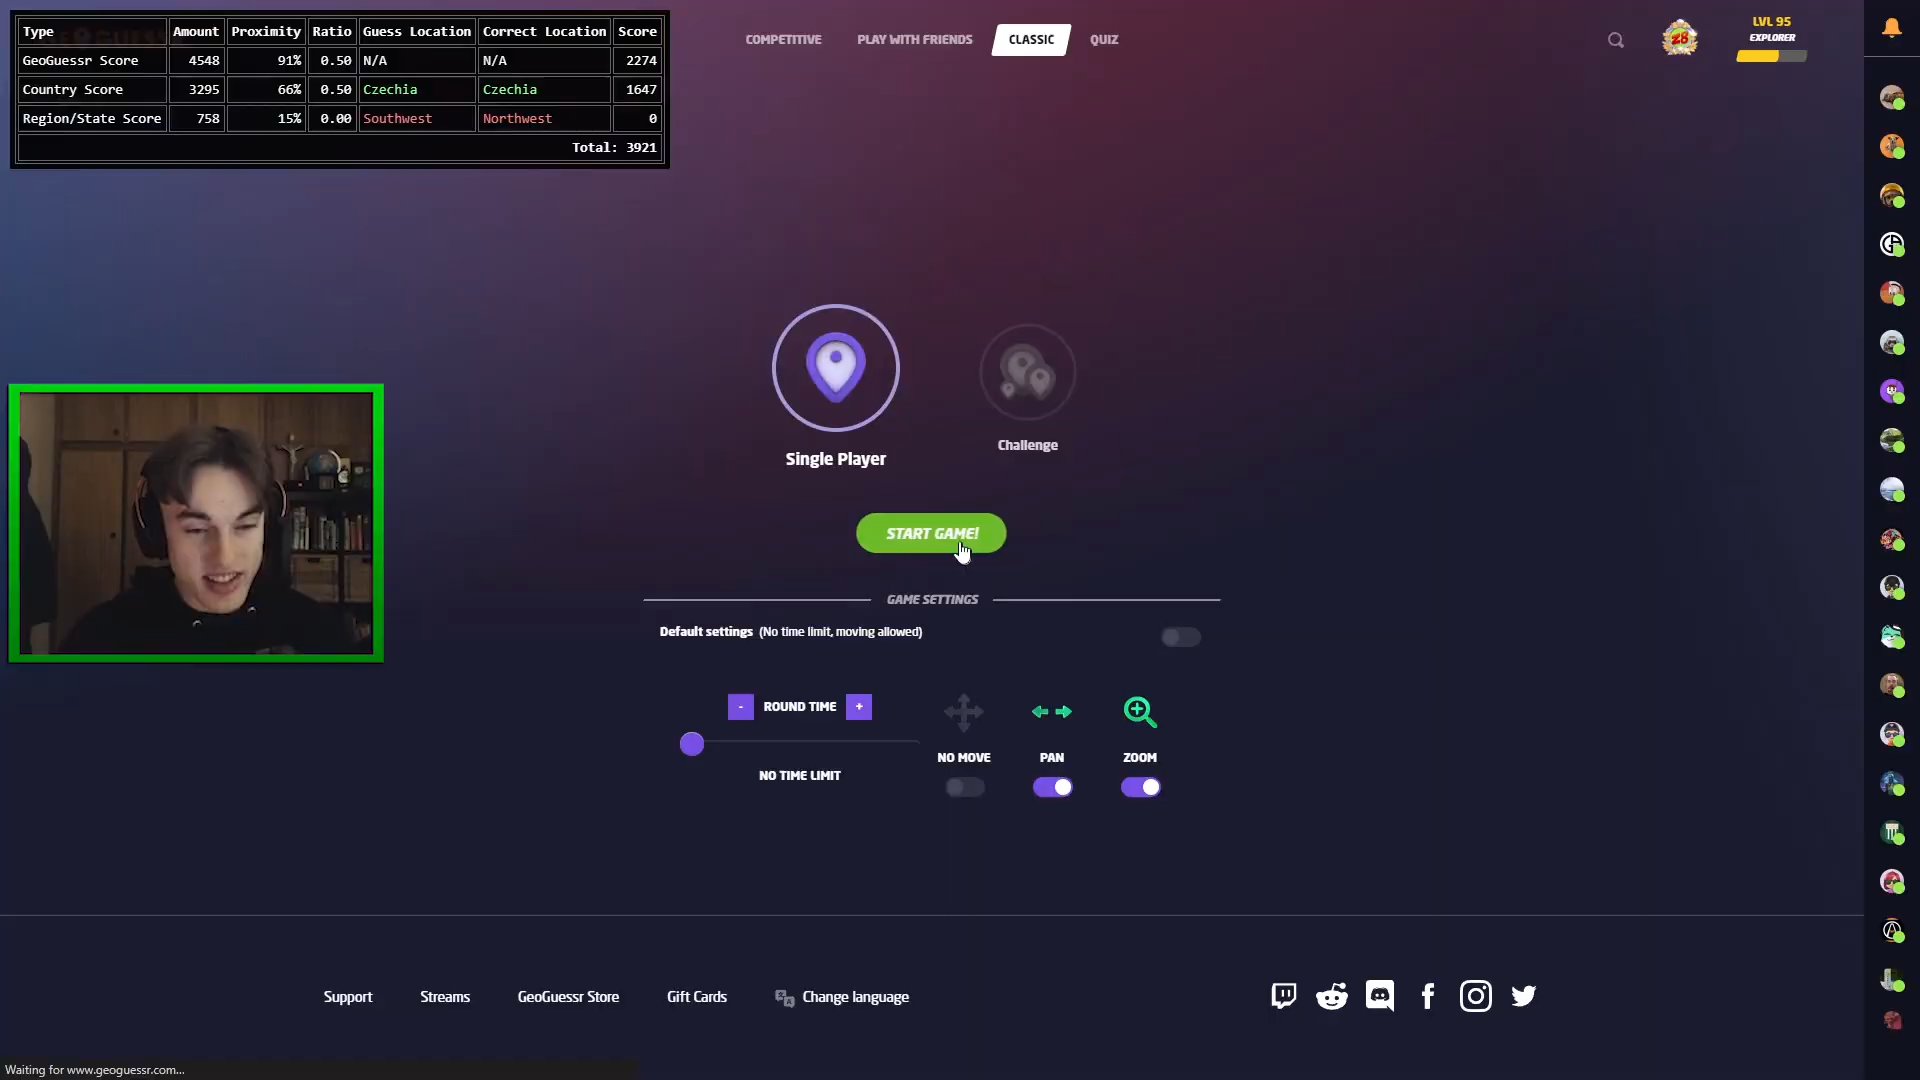 Type Amount Proximity Ratio Guess Location Correct Location Score
GeoGuessr Score 4548 91% 0.50 N/A N/A 2274
Country Score 3295 66% 0.50 Czechia Czechia 1647
Region/State Score 758 15% 0.00 Southwest Northwest 0
Total: 3921
COMPETITIVE PLAY WITH FRIENDS CLASSIC QUIZ
28
LVL 95
EXPLORER
Single Player
Challenge
START GAME!
GAME SETTINGS
Default settings (No time limit, moving allowed)
- ROUND TIME +
NO TIME LIMIT
NO MOVE PAN ZOOM
Support Streams GeoGuessr Store Gift Cards Change language
Waiting for www.geoguessr.com...